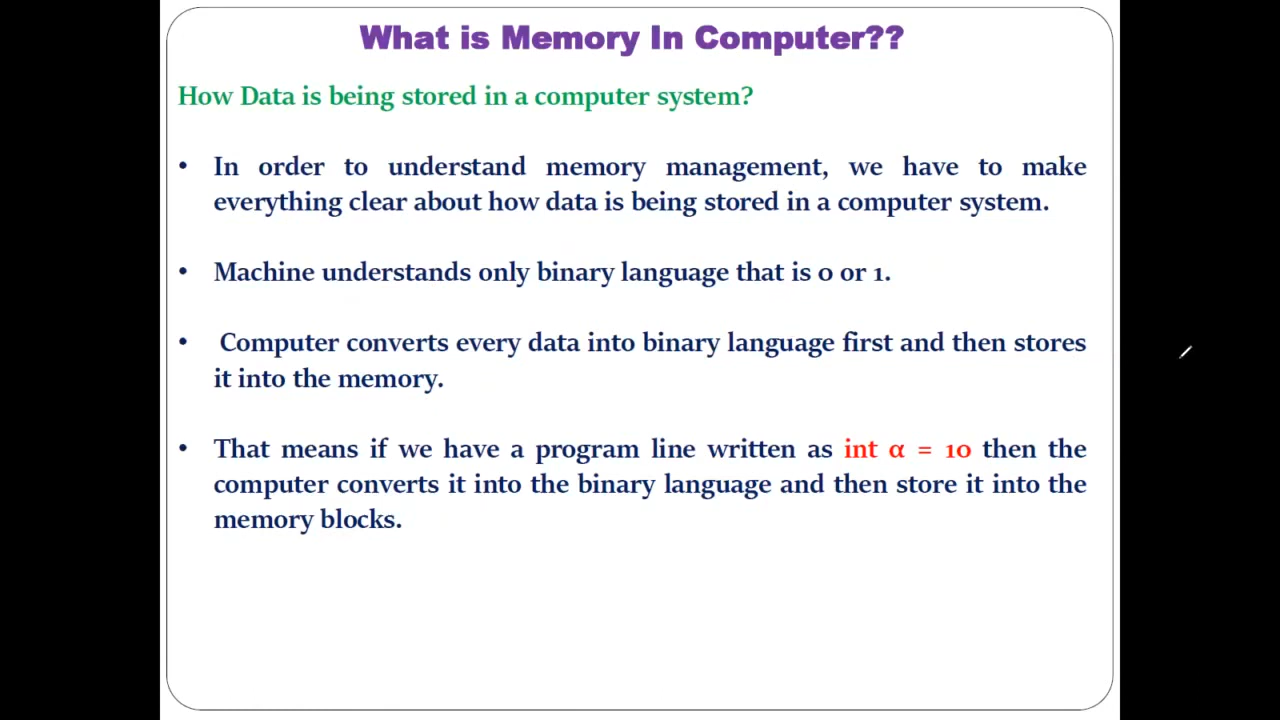 What is Memory In Computer??
How Data is being stored in a computer system?
• In order to understand memory management, we have to make
everything clear about how data is being stored in a computer system.
• Machine understands only binary language that is 0 or 1.
• Computer converts every data into binary language first and then stores
it into the memory.
• That means if we have a program line written as int α = 10 then the
computer converts it into the binary language and then store it into the
memory blocks.